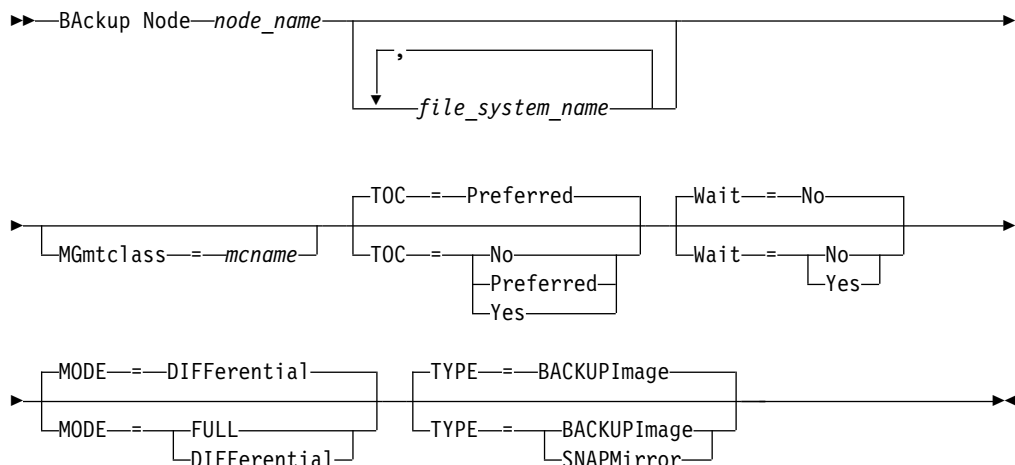 BAckup Node node_name
,
file_system_name
TOC = Preferred Wait = No
MGmtclass = mcname TOC = No Wait = No
Preferred Yes
Yes
MODE = DIFFerential TYPE = BACKUPImage
MODE = FULL TYPE = BACKUPImage
DIFFerential SNAPMirror